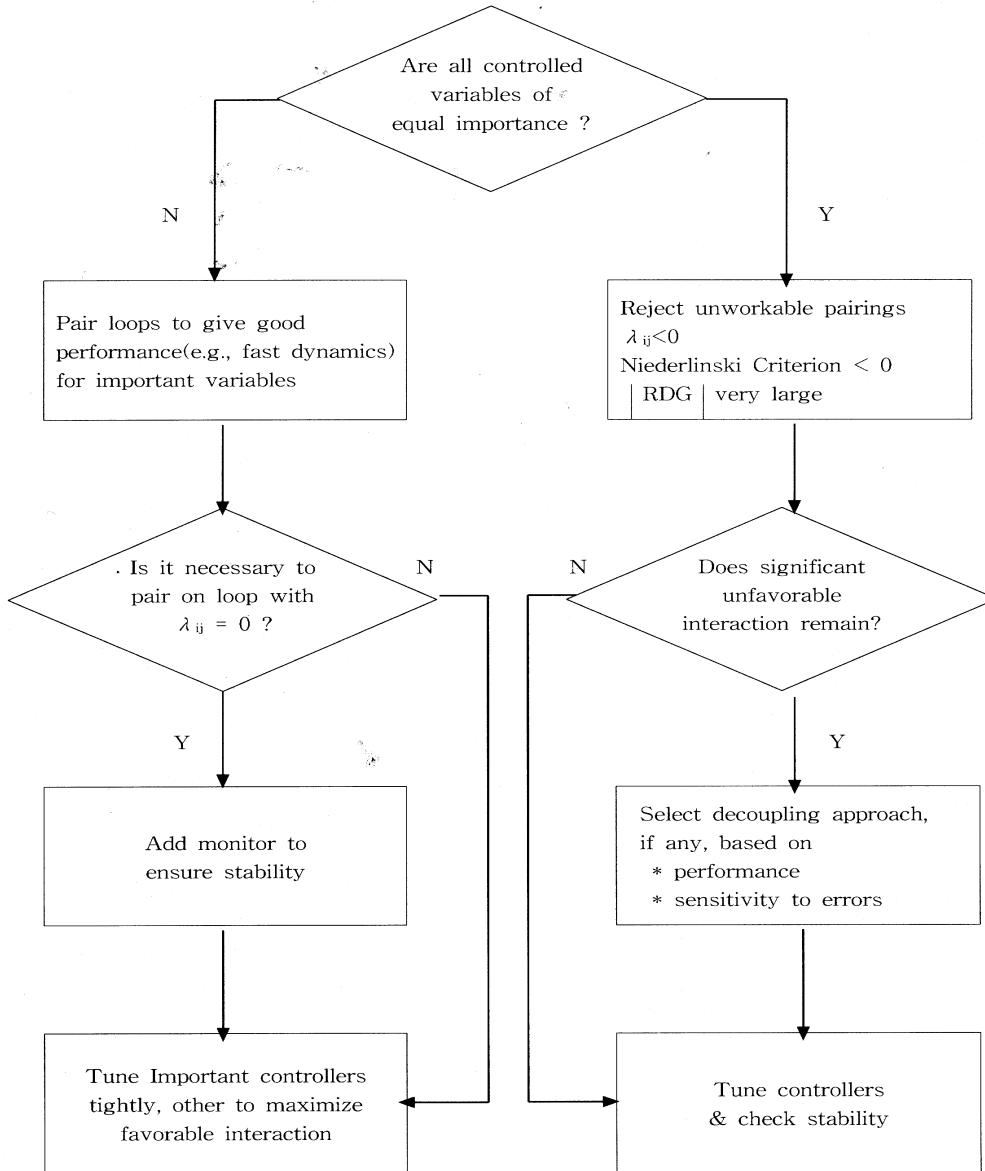 Are all controlled
variables of
equal importance ?
N
Y
Pair loops to give good
performance(e.g., fast dynamics)
for important variables
Reject unworkable pairings
λij<0
Niederlinski Criterion < 0
| RDG | very large
Is it necessary to
pair on loop with
λij = 0 ?
N
N
Does significant
unfavorable
interaction remain?
Y
Y
Add monitor to
ensure stability
Select decoupling approach,
if any, based on
* performance
* sensitivity to errors
Tune Important controllers
tightly, other to maximize
favorable interaction
Tune controllers
& check stability